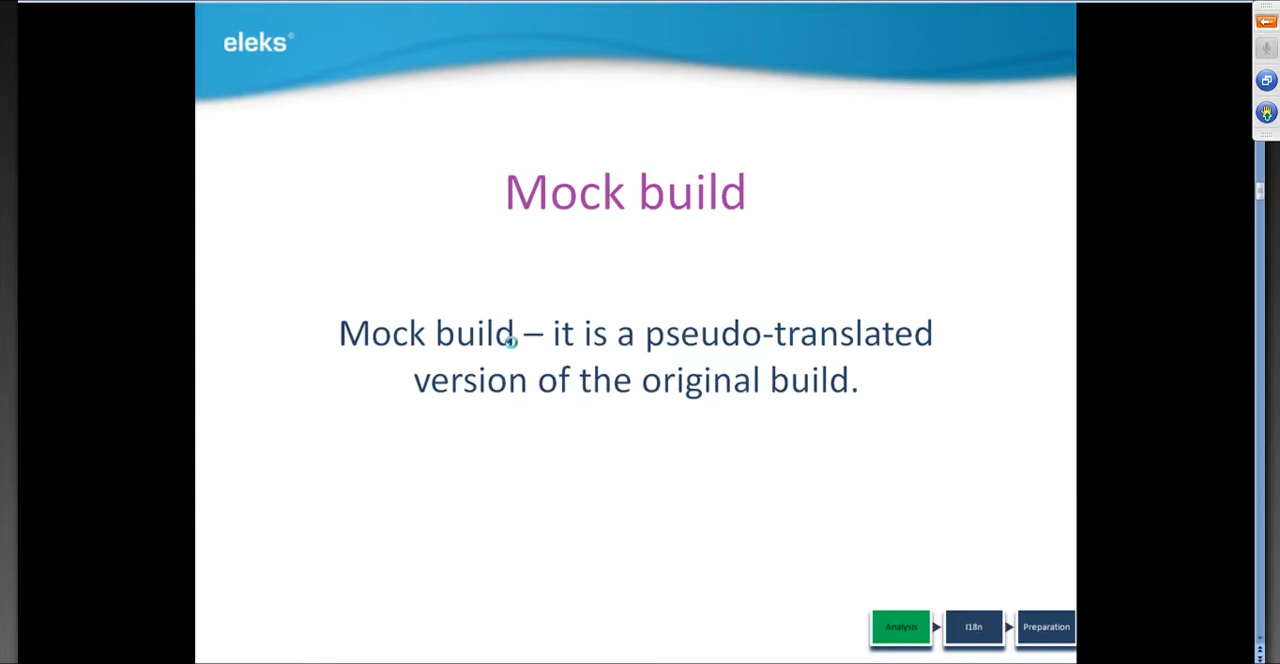 eleks®
Mock build
Mock build – it is a pseudo-translated
version of the original build.
Analysis
I18n
Preparation